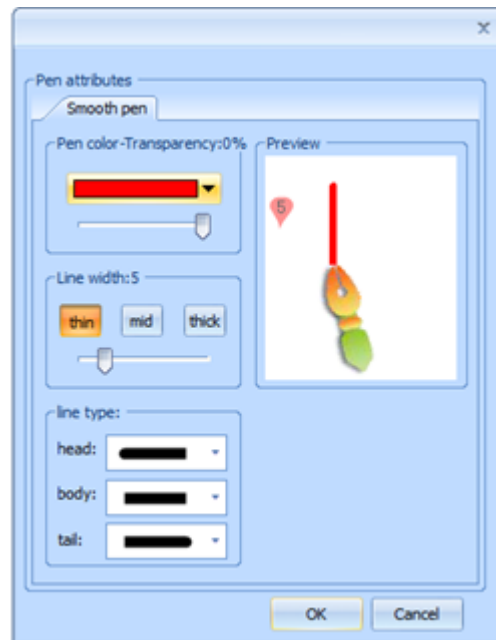 Pen attributes
Smooth pen
Pen color-Transparency:0%
Preview
5
Line width:5
thin mid thick
line type:
head:
body:
tail:
OK Cancel